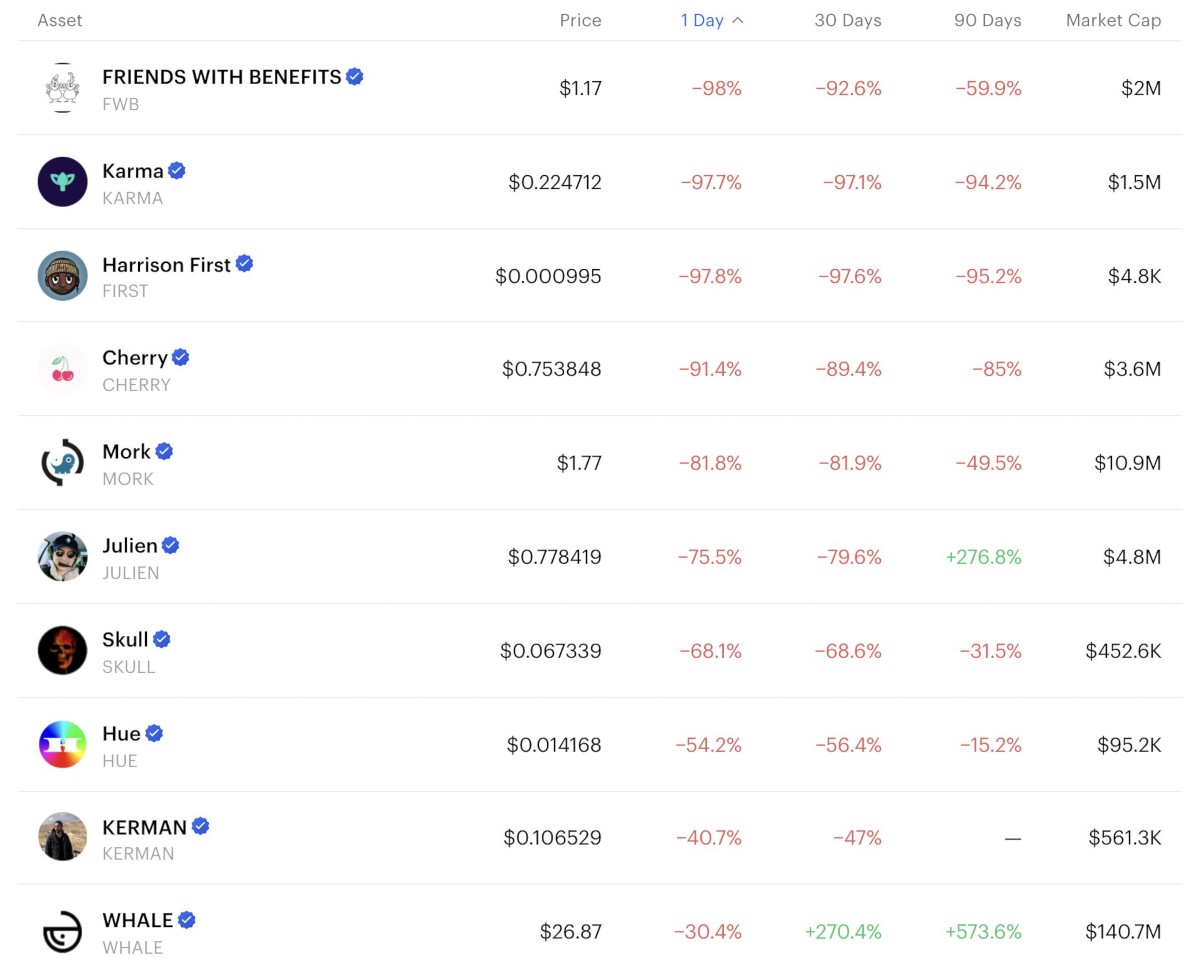 Asset Price 1 Day 30 Days 90 Days Market Cap
FRIENDS WITH BENEFITS
FWB
$1.17 −98% −92.6% −59.9% $2M
Karma
KARMA
$0.224712 −97.7% −97.1% −94.2% $1.5M
Harrison First
FIRST
$0.000995 −97.8% −97.6% −95.2% $4.8K
Cherry
CHERRY
$0.753848 −91.4% −89.4% −85% $3.6M
Mork
MORK
$1.77 −81.8% −81.9% −49.5% $10.9M
Julien
JULIEN
$0.778419 −75.5% −79.6% +276.8% $4.8M
Skull
SKULL
$0.067339 −68.1% −68.6% −31.5% $452.6K
Hue
HUE
$0.014168 −54.2% −56.4% −15.2% $95.2K
KERMAN
KERMAN
$0.106529 −40.7% −47% — $561.3K
WHALE
WHALE
$26.87 −30.4% +270.4% +573.6% $140.7M